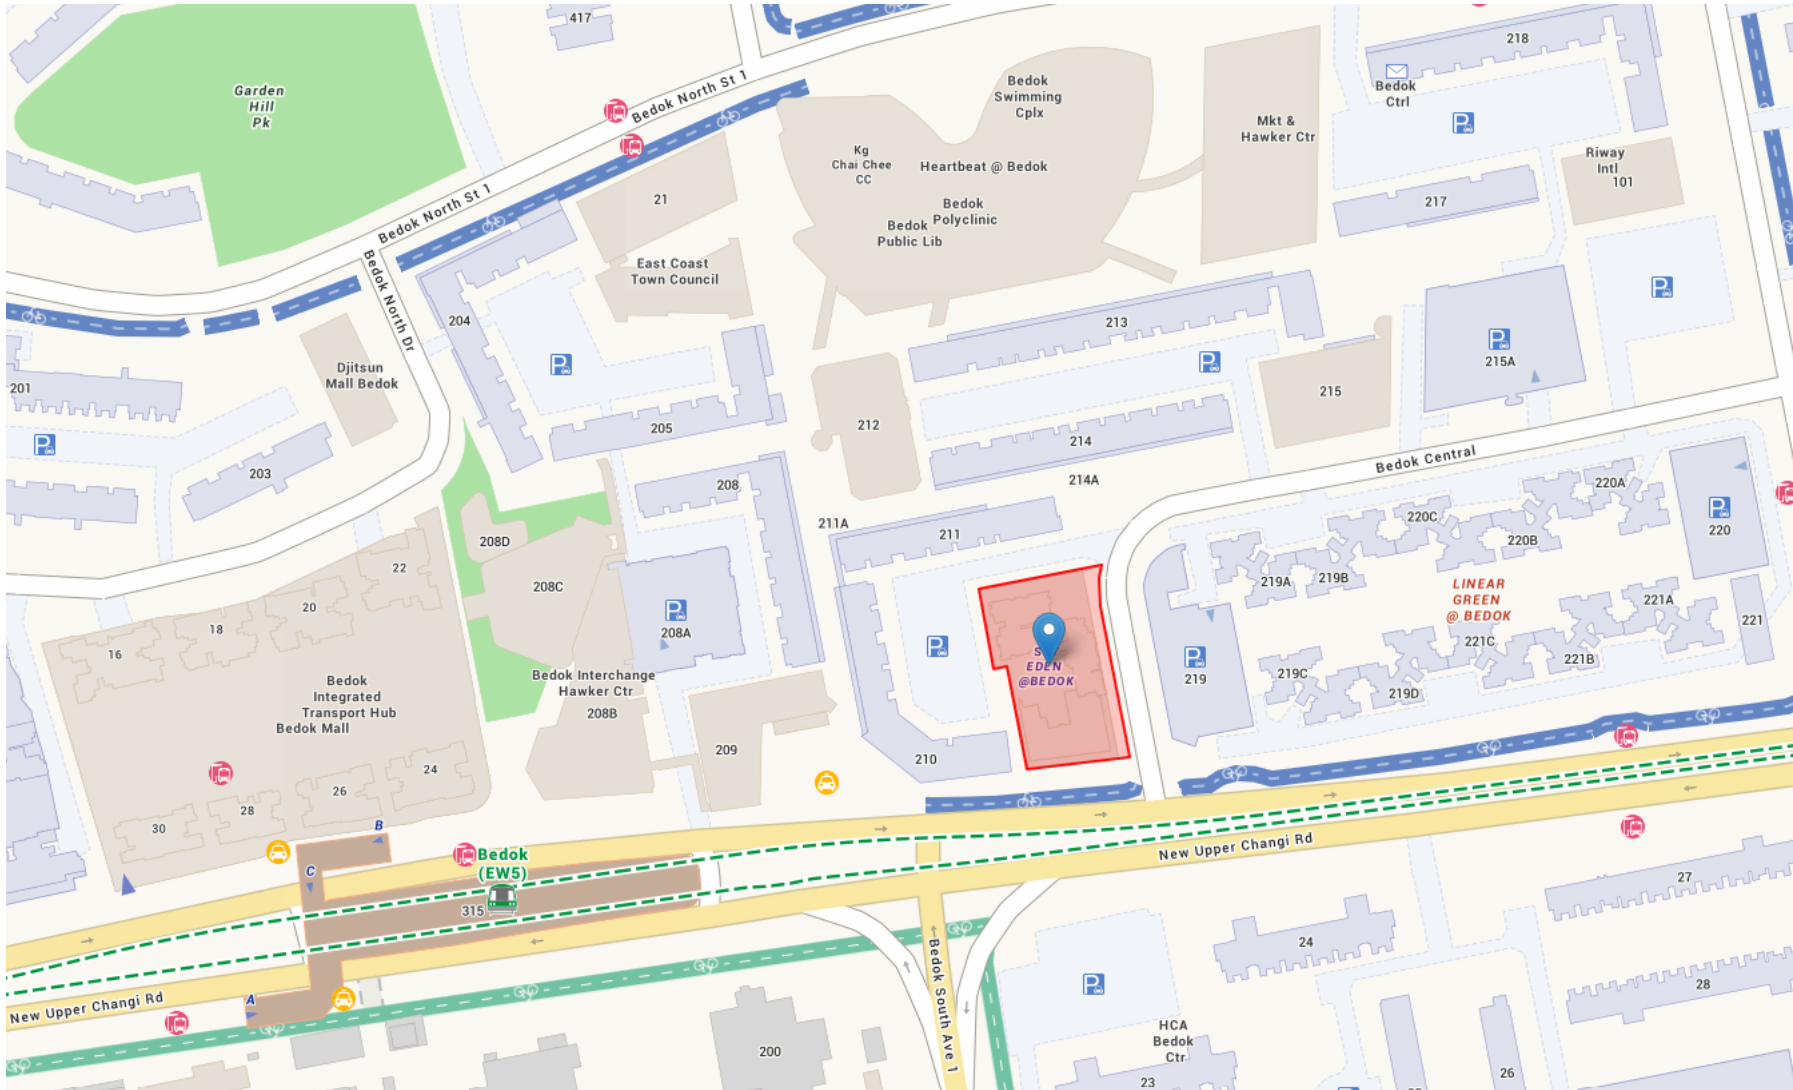 417
Garden
Hill
Pk
Bedok North St 1
Bedok
Swimming
Cplx
Mkt &
Hawker Ctr
218
Bedok
Ctrl
P
Kg
Chai Chee
CC
Heartbeat @ Bedok
Bedok
Polyclinic
Bedok
Public Lib
Riway
Intl
101
217
21
Bedok North St 1
East Coast
Town Council
Bedok North Dr
204
P
213
P
P
P
215A
Djitsun
Mall Bedok
201
P
203
205
212
214
215
214A
Bedok Central
208
211A
211
220A
220C
220B
P
220
208D
208C
22
20
18
16
P
208A
219A
219B
LINEAR
GREEN
@ BEDOK
221A
221
221C
221B
219C
219D
P
P
219
EDEN
@BEDOK
Bedok Interchange
Hawker Ctr
208B
Bedok
Integrated
Transport Hub
Bedok Mall
209
210
24
26
28
30
B
C
Bedok
(EW5)
315
A
New Upper Changi Rd
New Upper Changi Rd
Bedok South Ave 1
27
24
28
P
200
HCA
Bedok
Ctr
23
26